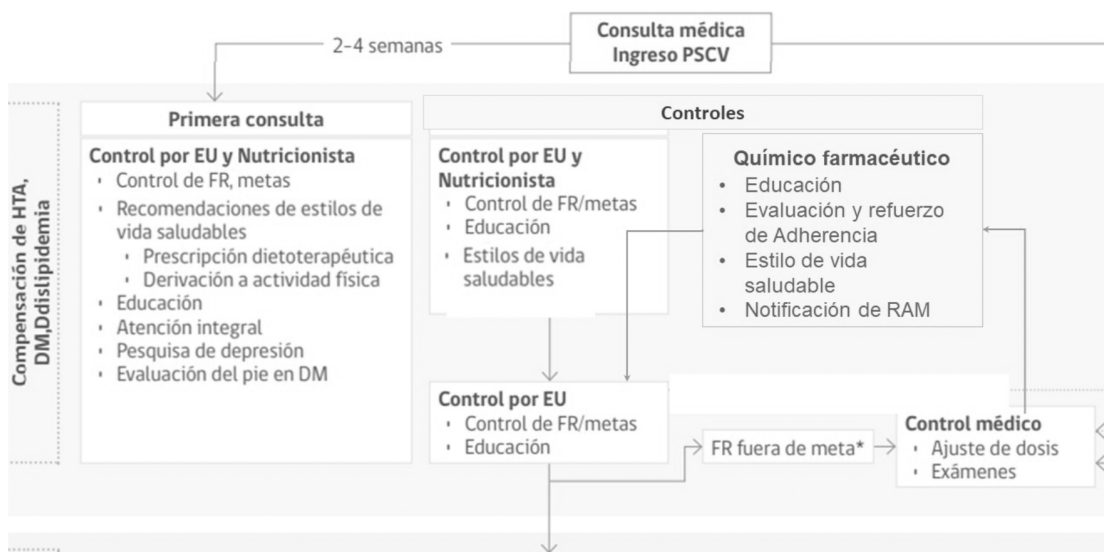 Consulta médica
Ingreso PSCV
2-4 semanas
Compensación de HTA,
DM,Ddislipidemia
Primera consulta
Control por EU y Nutricionista
• Control de FR, metas
• Recomendaciones de estilos de
vida saludables
• Prescripción dietoterapéutica
• Derivación a actividad física
• Educación
• Atención integral
• Pesquisa de depresión
• Evaluación del pie en DM
Controles
Control por EU y
Nutricionista
• Control de FR/metas
• Educación
• Estilos de vida
saludables
Químico farmacéutico
• Educación
• Evaluación y refuerzo
de Adherencia
• Estilo de vida
saludable
• Notificación de RAM
Control por EU
• Control de FR/metas
• Educación
FR fuera de meta*
Control médico
• Ajuste de dosis
• Exámenes